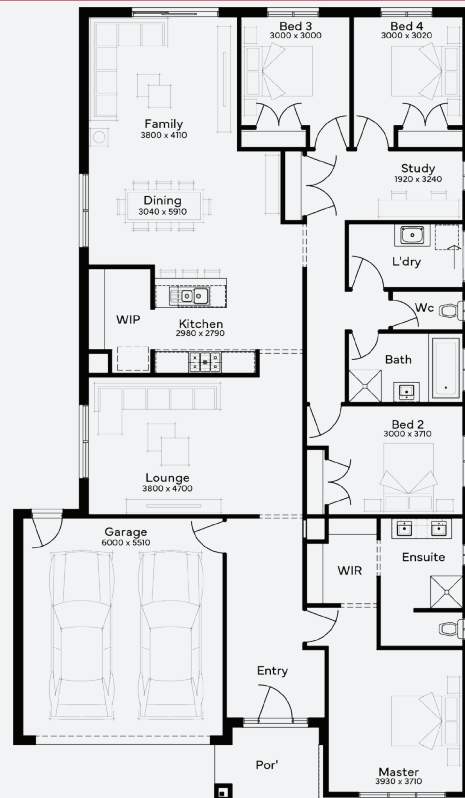 Bed 3
3000 x 3000
Bed 4
3000 x 3020
Family
3800 x 4110
Study
1920 x 3240
Dining
3040 x 5910
L'dry
WIP
Wc
Kitchen
2980 x 2790
Bath
Bed 2
3000 x 3710
Lounge
3800 x 4700
Garage
6000 x 5510
Ensuite
WIR
Entry
Por'
Master
3930 x 3710